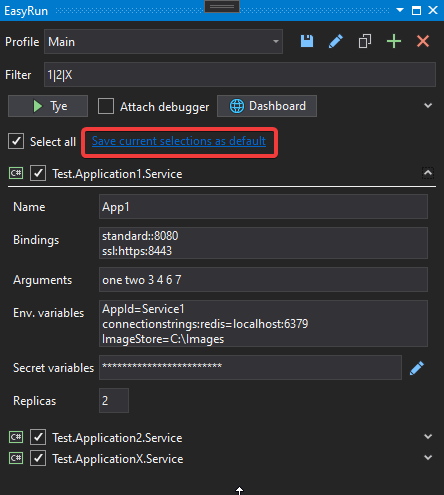 EasyRun
Profile Main
Filter 1|2|X
Tye Attach debugger Dashboard
Select all Save current selections as default
C# Test.Application1.Service
Name App1
Bindings standard::8080
ssl:https:8443
Arguments one two 3 4 6 7
Env. variables AppId=Service1
connectionstrings:redis=localhost:6379
ImageStore=C:\Images
Secret variables ************************
Replicas 2
C# Test.Application2.Service
C# Test.ApplicationX.Service